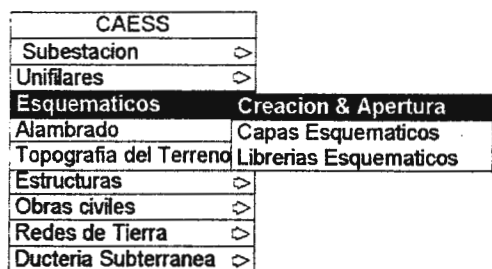 CAESS
Subestacion
Unifilares
Esquematicos Creacion & Apertura
Alambrado Capas Esquematicos
Topografia del Terreno Librerias Esquematicos
Estructuras
Obras civiles
Redes de Tierra
Ducteria Subterranea